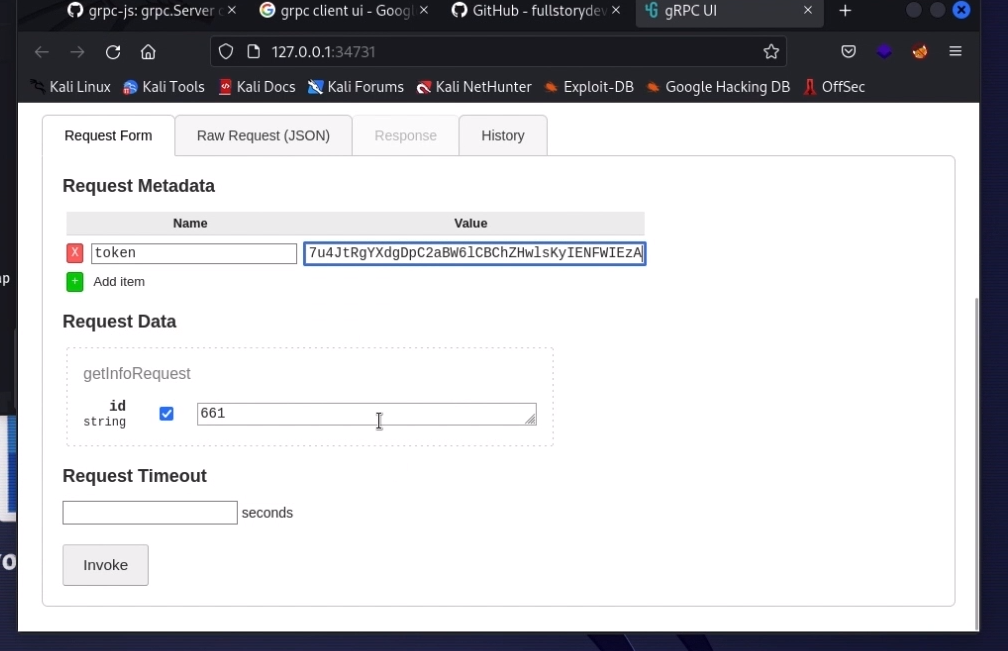 grpc-js: grpc.Server c × grpc client ui - Googl × GitHub - fullstorydev × gRPC UI × +
127.0.0.1:34731
Kali Linux Kali Tools Kali Docs Kali Forums Kali NetHunter Exploit-DB Google Hacking DB OffSec
Request Form Raw Request (JSON) Response History
Request Metadata
Name Value
X token 7u4JtRgYXdgDpC2aBW6lCBChZHwlsKyIENFWIEzA
+ Add item
ap
Request Data
getInfoRequest
id
string
661
Request Timeout
seconds
yo
Invoke